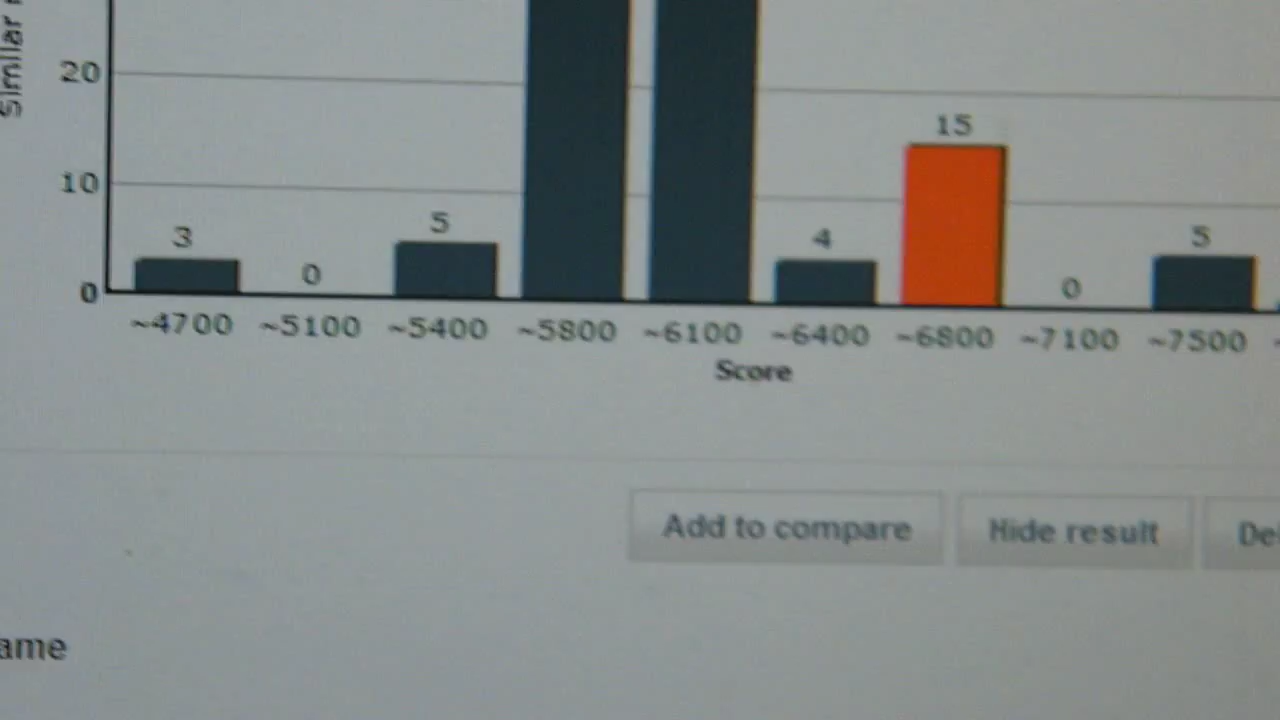 Similar
20
15
10
3
0
5
4
0
5
0
~4700 ~5100 ~5400 ~5800 ~6100 ~6400 ~6800 ~7100 ~7500
Score
Add to compare
Hide result
De
ame